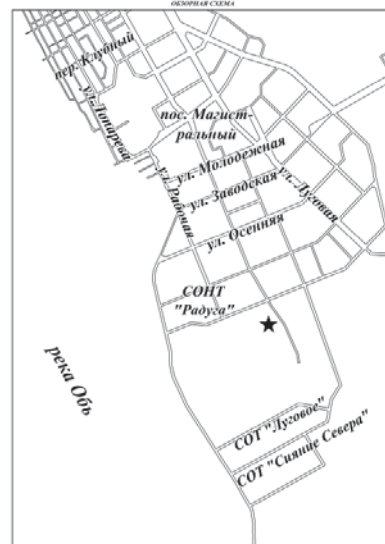 ОБЗОРНАЯ СХЕМА
пер. Клубный
ул. Лопарева
пос. Магист-
ральный
ул. Молодежная
ул. Рабочая
ул. Заводская
ул. Луговая
ул. Осенняя
СОНТ
"Радуга"
река Обь
СОТ "Луговое"
СОТ "Сияние Севера"